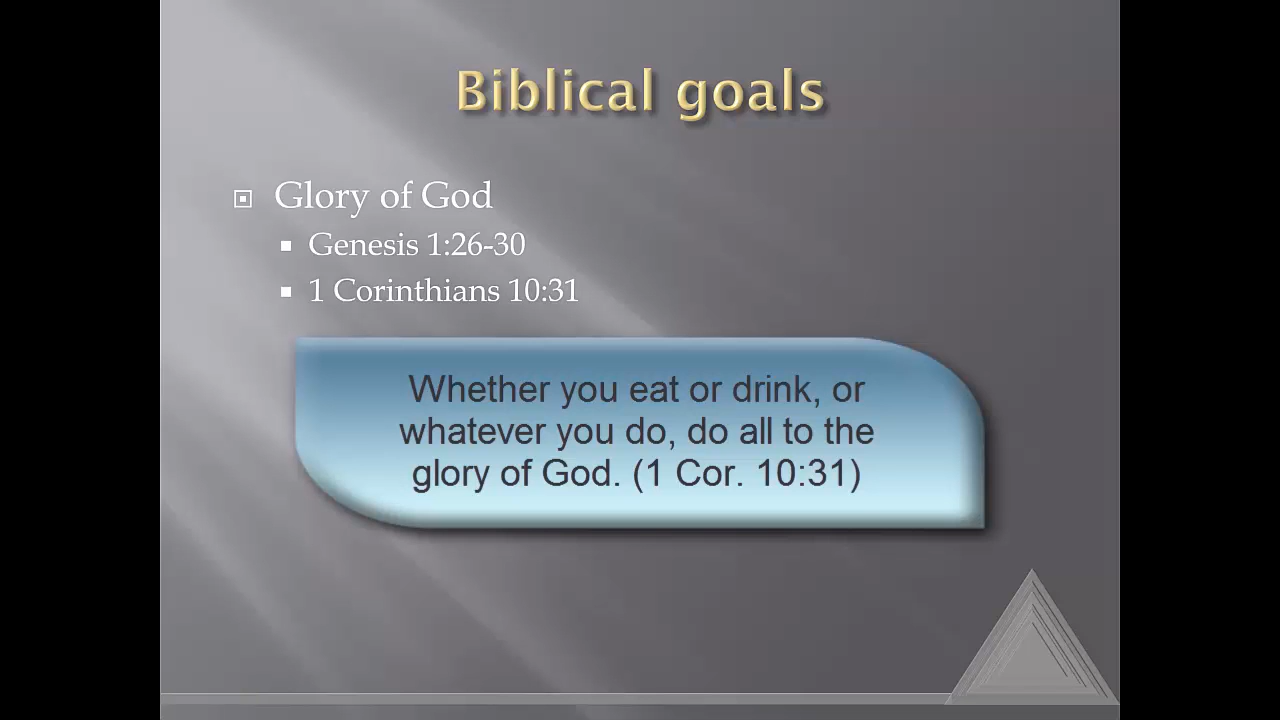 Biblical goals
Glory of God
Genesis 1:26-30
1 Corinthians 10:31
Whether you eat or drink, or
whatever you do, do all to the
glory of God. (1 Cor. 10:31)